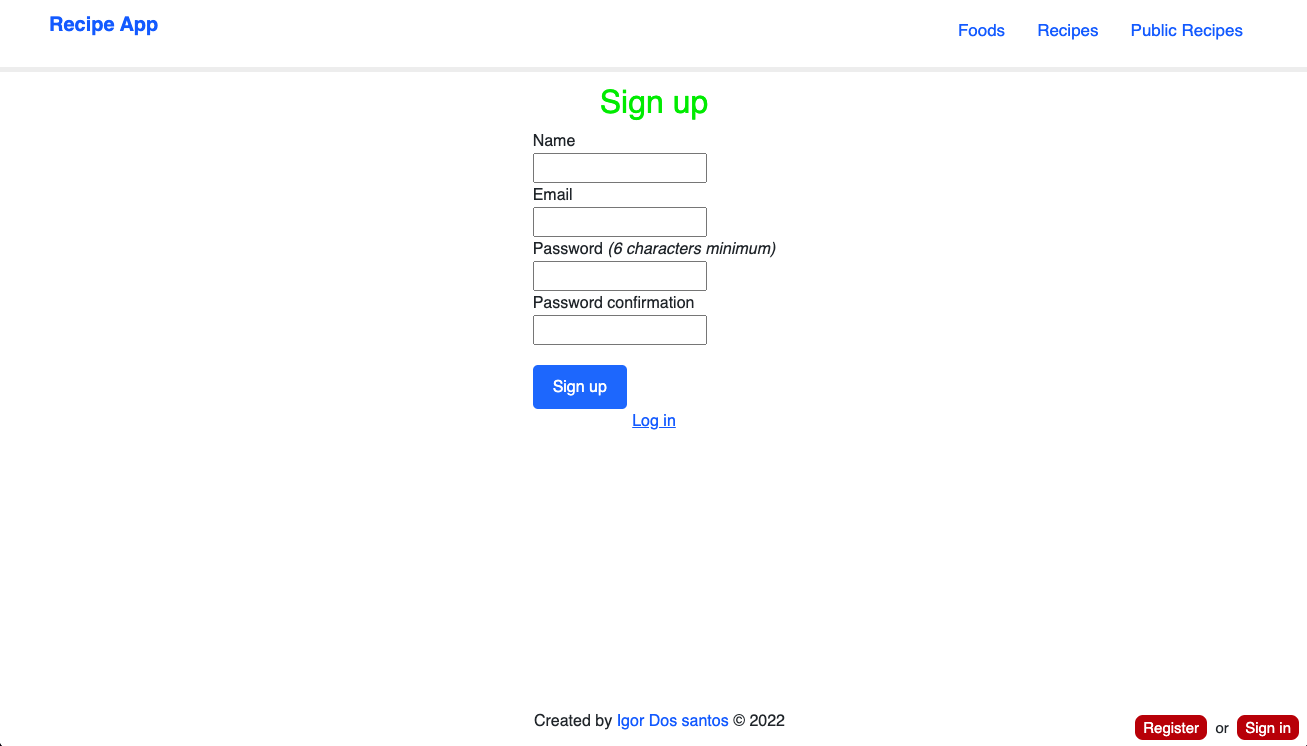 Recipe App
Foods Recipes Public Recipes
Sign up
Name
Email
Password (6 characters minimum)
Password confirmation
Sign up
Log in
Created by Igor Dos santos © 2022
Register or Sign in